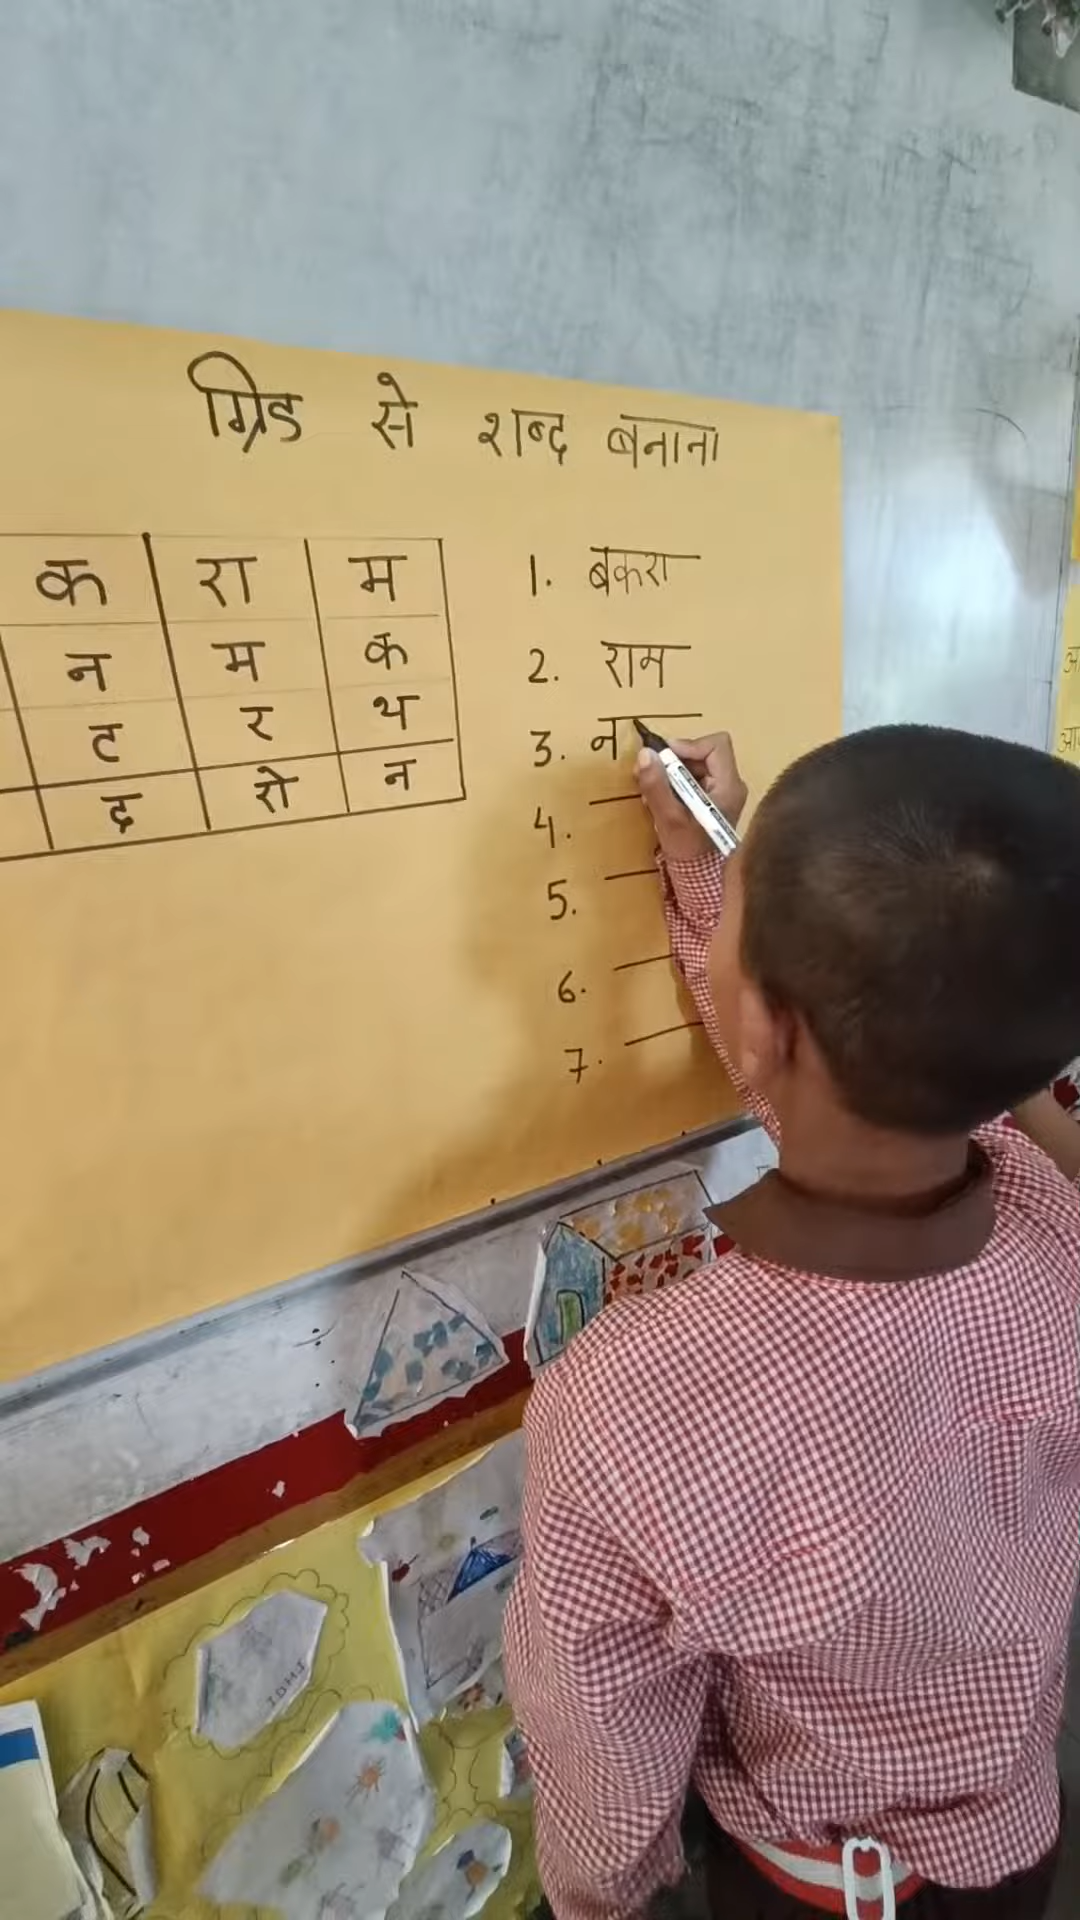 ग्रिड से शब्द बनाना
क रा म
न म क
ट र थ
द रो न
1. बकरा
2. राम
3. न
4.
5.
6.
7.